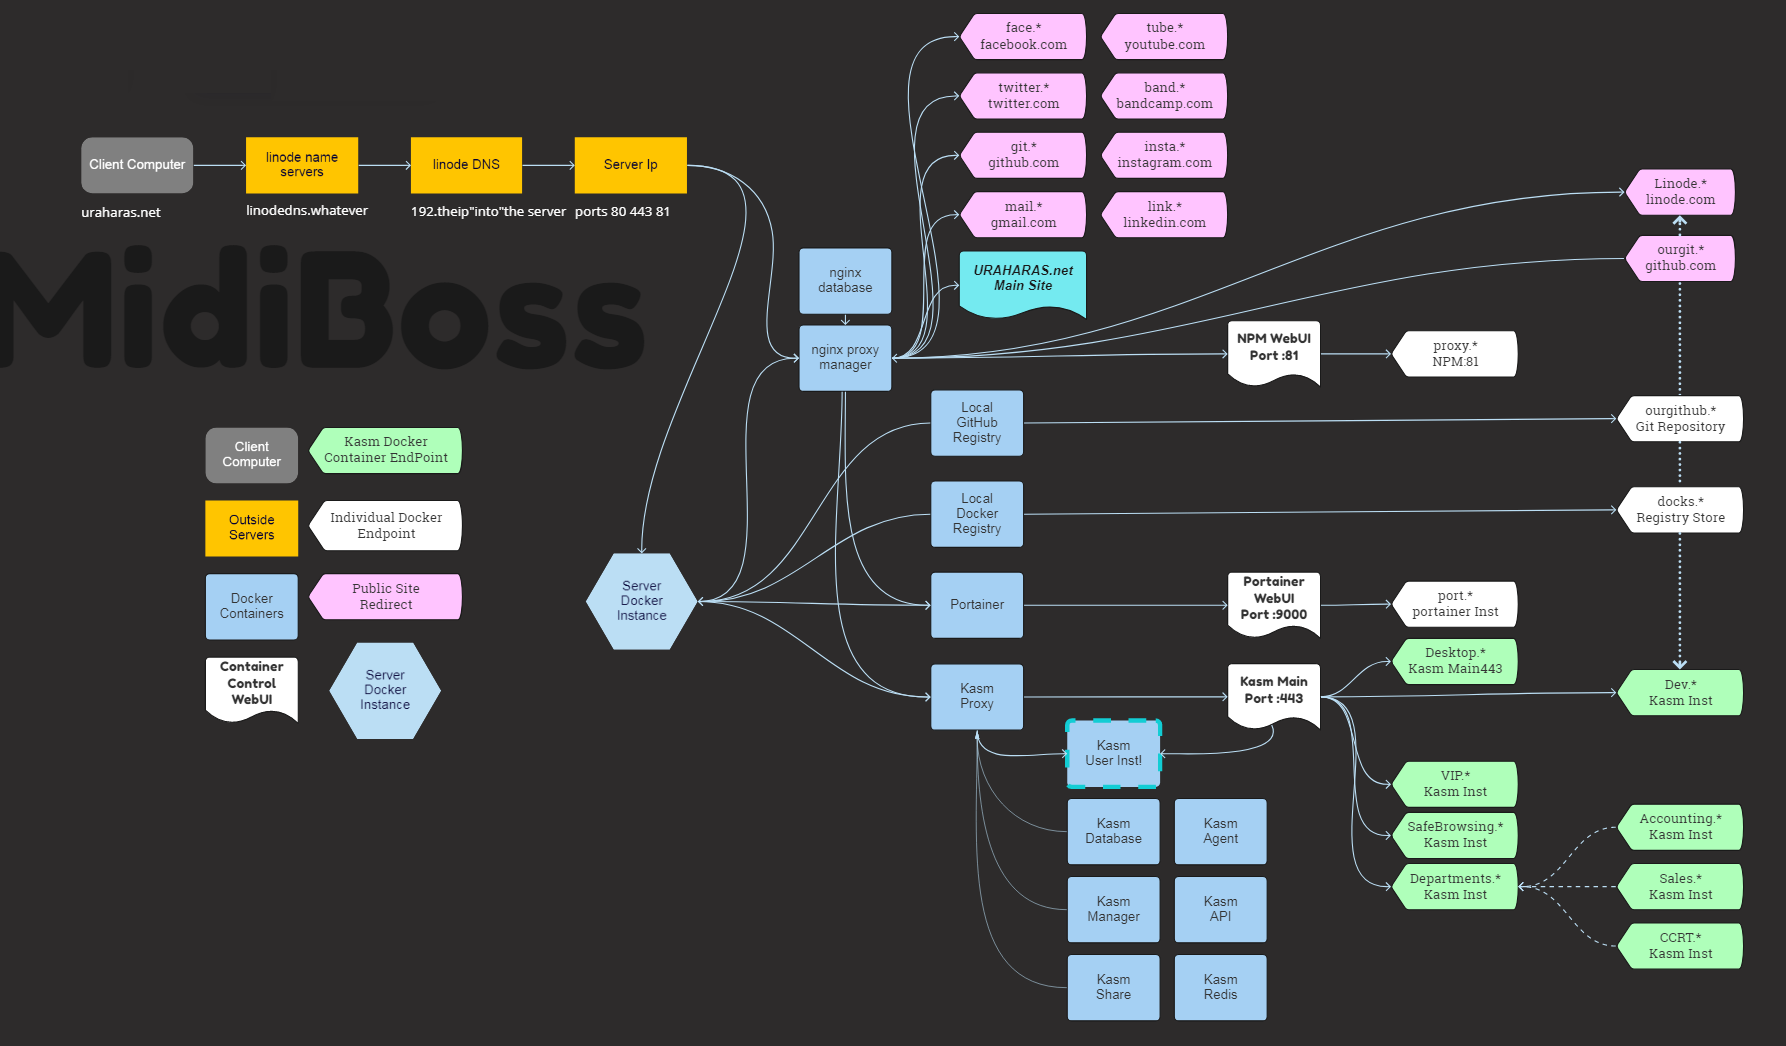 face.*
facebook.com
tube.*
youtube.com
twitter.*
twitter.com
band.*
bandcamp.com
git.*
github.com
insta.*
instagram.com
mail.*
gmail.com
link.*
linkedin.com
Client Computer
linode name
servers
linode DNS
Server Ip
uraharas.net
linodedns.whatever
192.theip"into"the server
ports 80 443 81
MidiBoss
Linode.*
linode.com
ourgit.*
github.com
nginx
database
URAHARAS.net
Main Site
nginx proxy
manager
NPM WebUI
Port :81
proxy.*
NPM:81
Local
GitHub
Registry
ourgithub.*
Git Repository
Local
Docker
Registry
docks.*
Registry Store
Client
Computer
Kasm Docker
Container EndPoint
Outside
Servers
Individual Docker
Endpoint
Docker
Containers
Public Site
Redirect
Container
Control
WebUI
Server
Docker
Instance
Server
Docker
Instance
Portainer
Portainer
WebUI
Port :9000
port.*
portainer Inst
Kasm
Proxy
Kasm Main
Port :443
Desktop.*
Kasm Main443
Dev.*
Kasm Inst
Kasm
User Inst!
VIP.*
Kasm Inst
SafeBrowsing.*
Kasm Inst
Departments.*
Kasm Inst
Accounting.*
Kasm Inst
Sales.*
Kasm Inst
CCRT.*
Kasm Inst
Kasm
Database
Kasm
Agent
Kasm
Manager
Kasm
API
Kasm
Share
Kasm
Redis